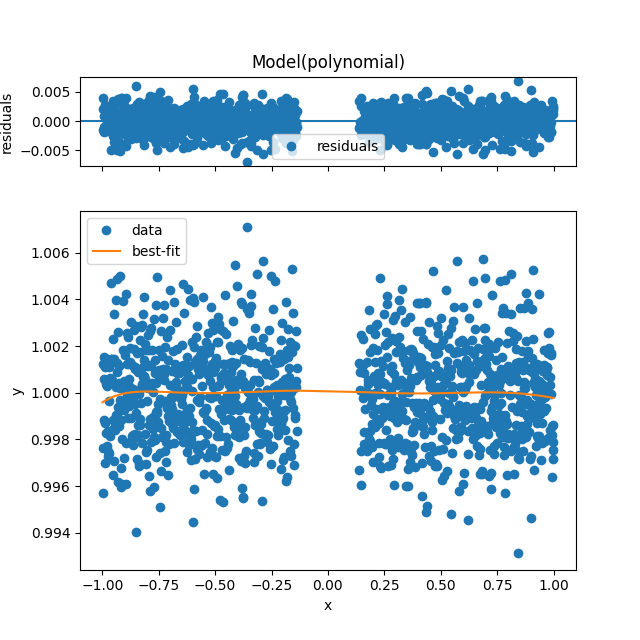 Model(polynomial)
0.005
0.000
−0.005
residuals
residuals
data
best-fit
1.006
1.004
1.002
1.000
0.998
0.996
0.994
y
−1.00 −0.75 −0.50 −0.25 0.00 0.25 0.50 0.75 1.00
x